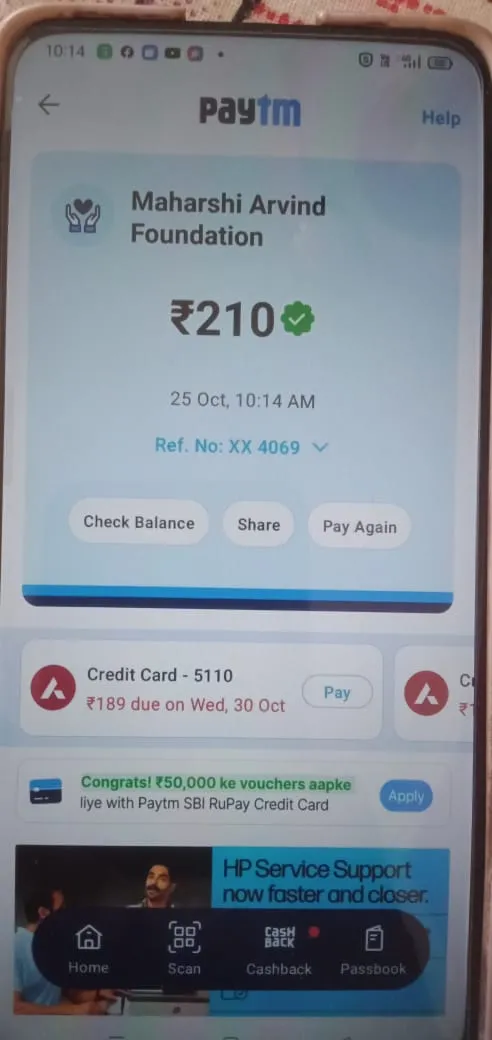 10:14
paytm
Help
Maharshi Arvind
Foundation
₹210
25 Oct, 10:14 AM
Ref. No: XX 4069
Check Balance
Share
Pay Again
Credit Card - 5110
₹189 due on Wed, 30 Oct
Pay
Congrats! ₹50,000 ke vouchers aapke
liye with Paytm SBI RuPay Credit Card
Apply
HP Service Support
now faster and closer.
Home
Scan
CASH
BACK
Cashback
Passbook